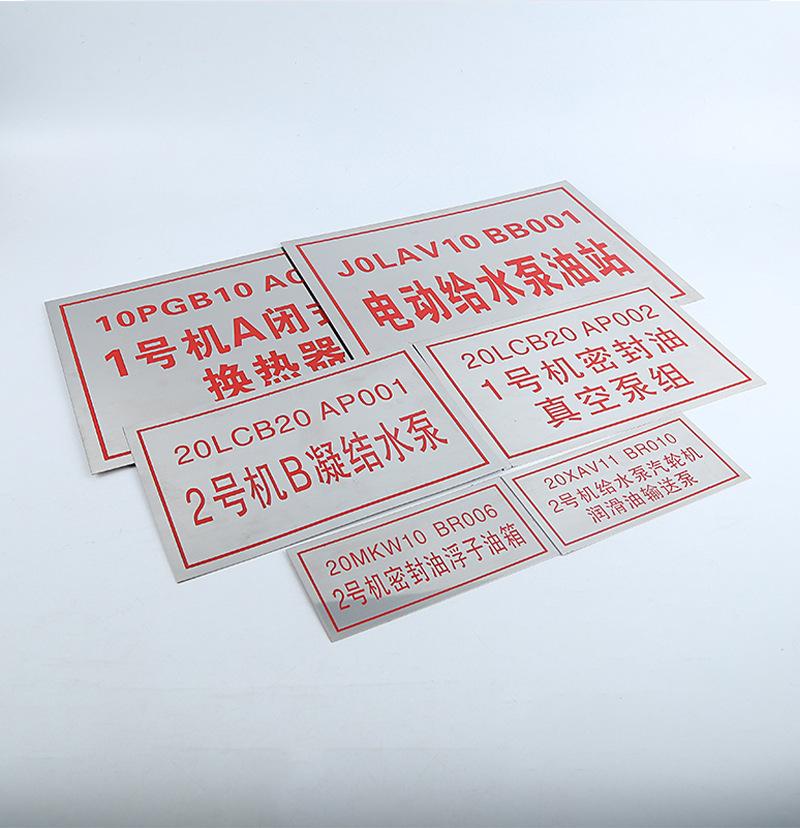 10PGB10 AC
1号机A闭
换热器
J0LAV10 BB001
电动给水泵油站
20LCB20 AP001
2号机B凝结水泵
20LCB20 AP002
1号机密封油
真空泵组
20MKW10 BR006
2号机密封油浮子油箱
20XAV11 BR010
2号机给水泵汽轮机
润滑油输送泵